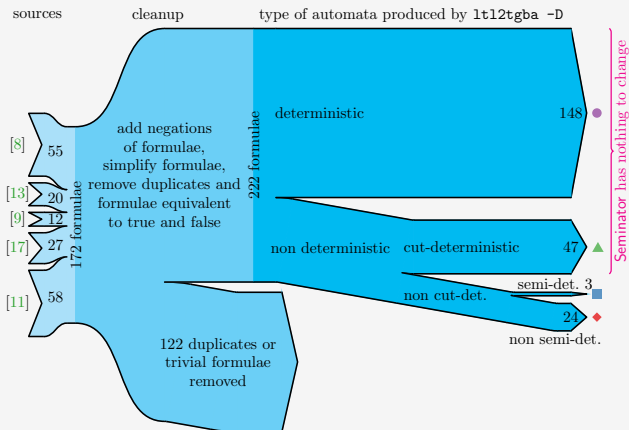 sources
cleanup
type of automata produced by ltl2tgba -D
[8]
55
[13]
20
[9]
12
[17]
27
[11]
58
172 formulae
add negations
of formulae,
simplify formulae,
remove duplicates and
formulae equivalent
to true and false
222 formulae
122 duplicates or
trivial formulae
removed
deterministic
148
non deterministic
cut-deterministic
47
non cut-det.
semi-det. 3
24
non semi-det.
Seminator has nothing to change